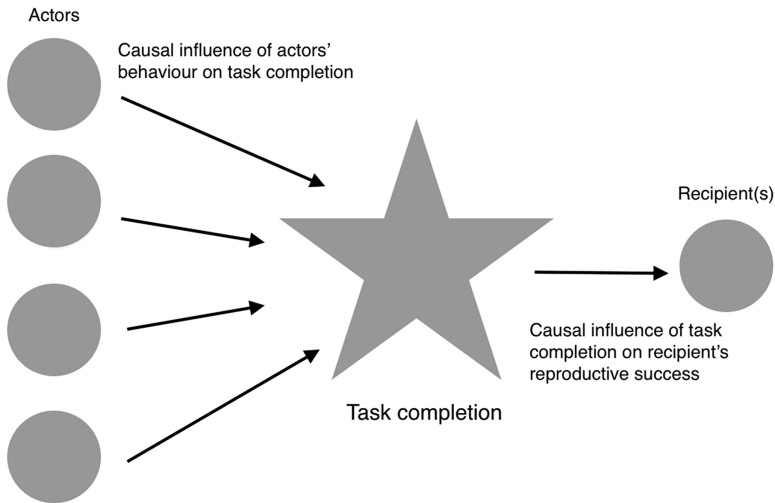 Actors
Causal influence of actors’
behaviour on task completion
Recipient(s)
Causal influence of task
completion on recipient’s
reproductive success
Task completion